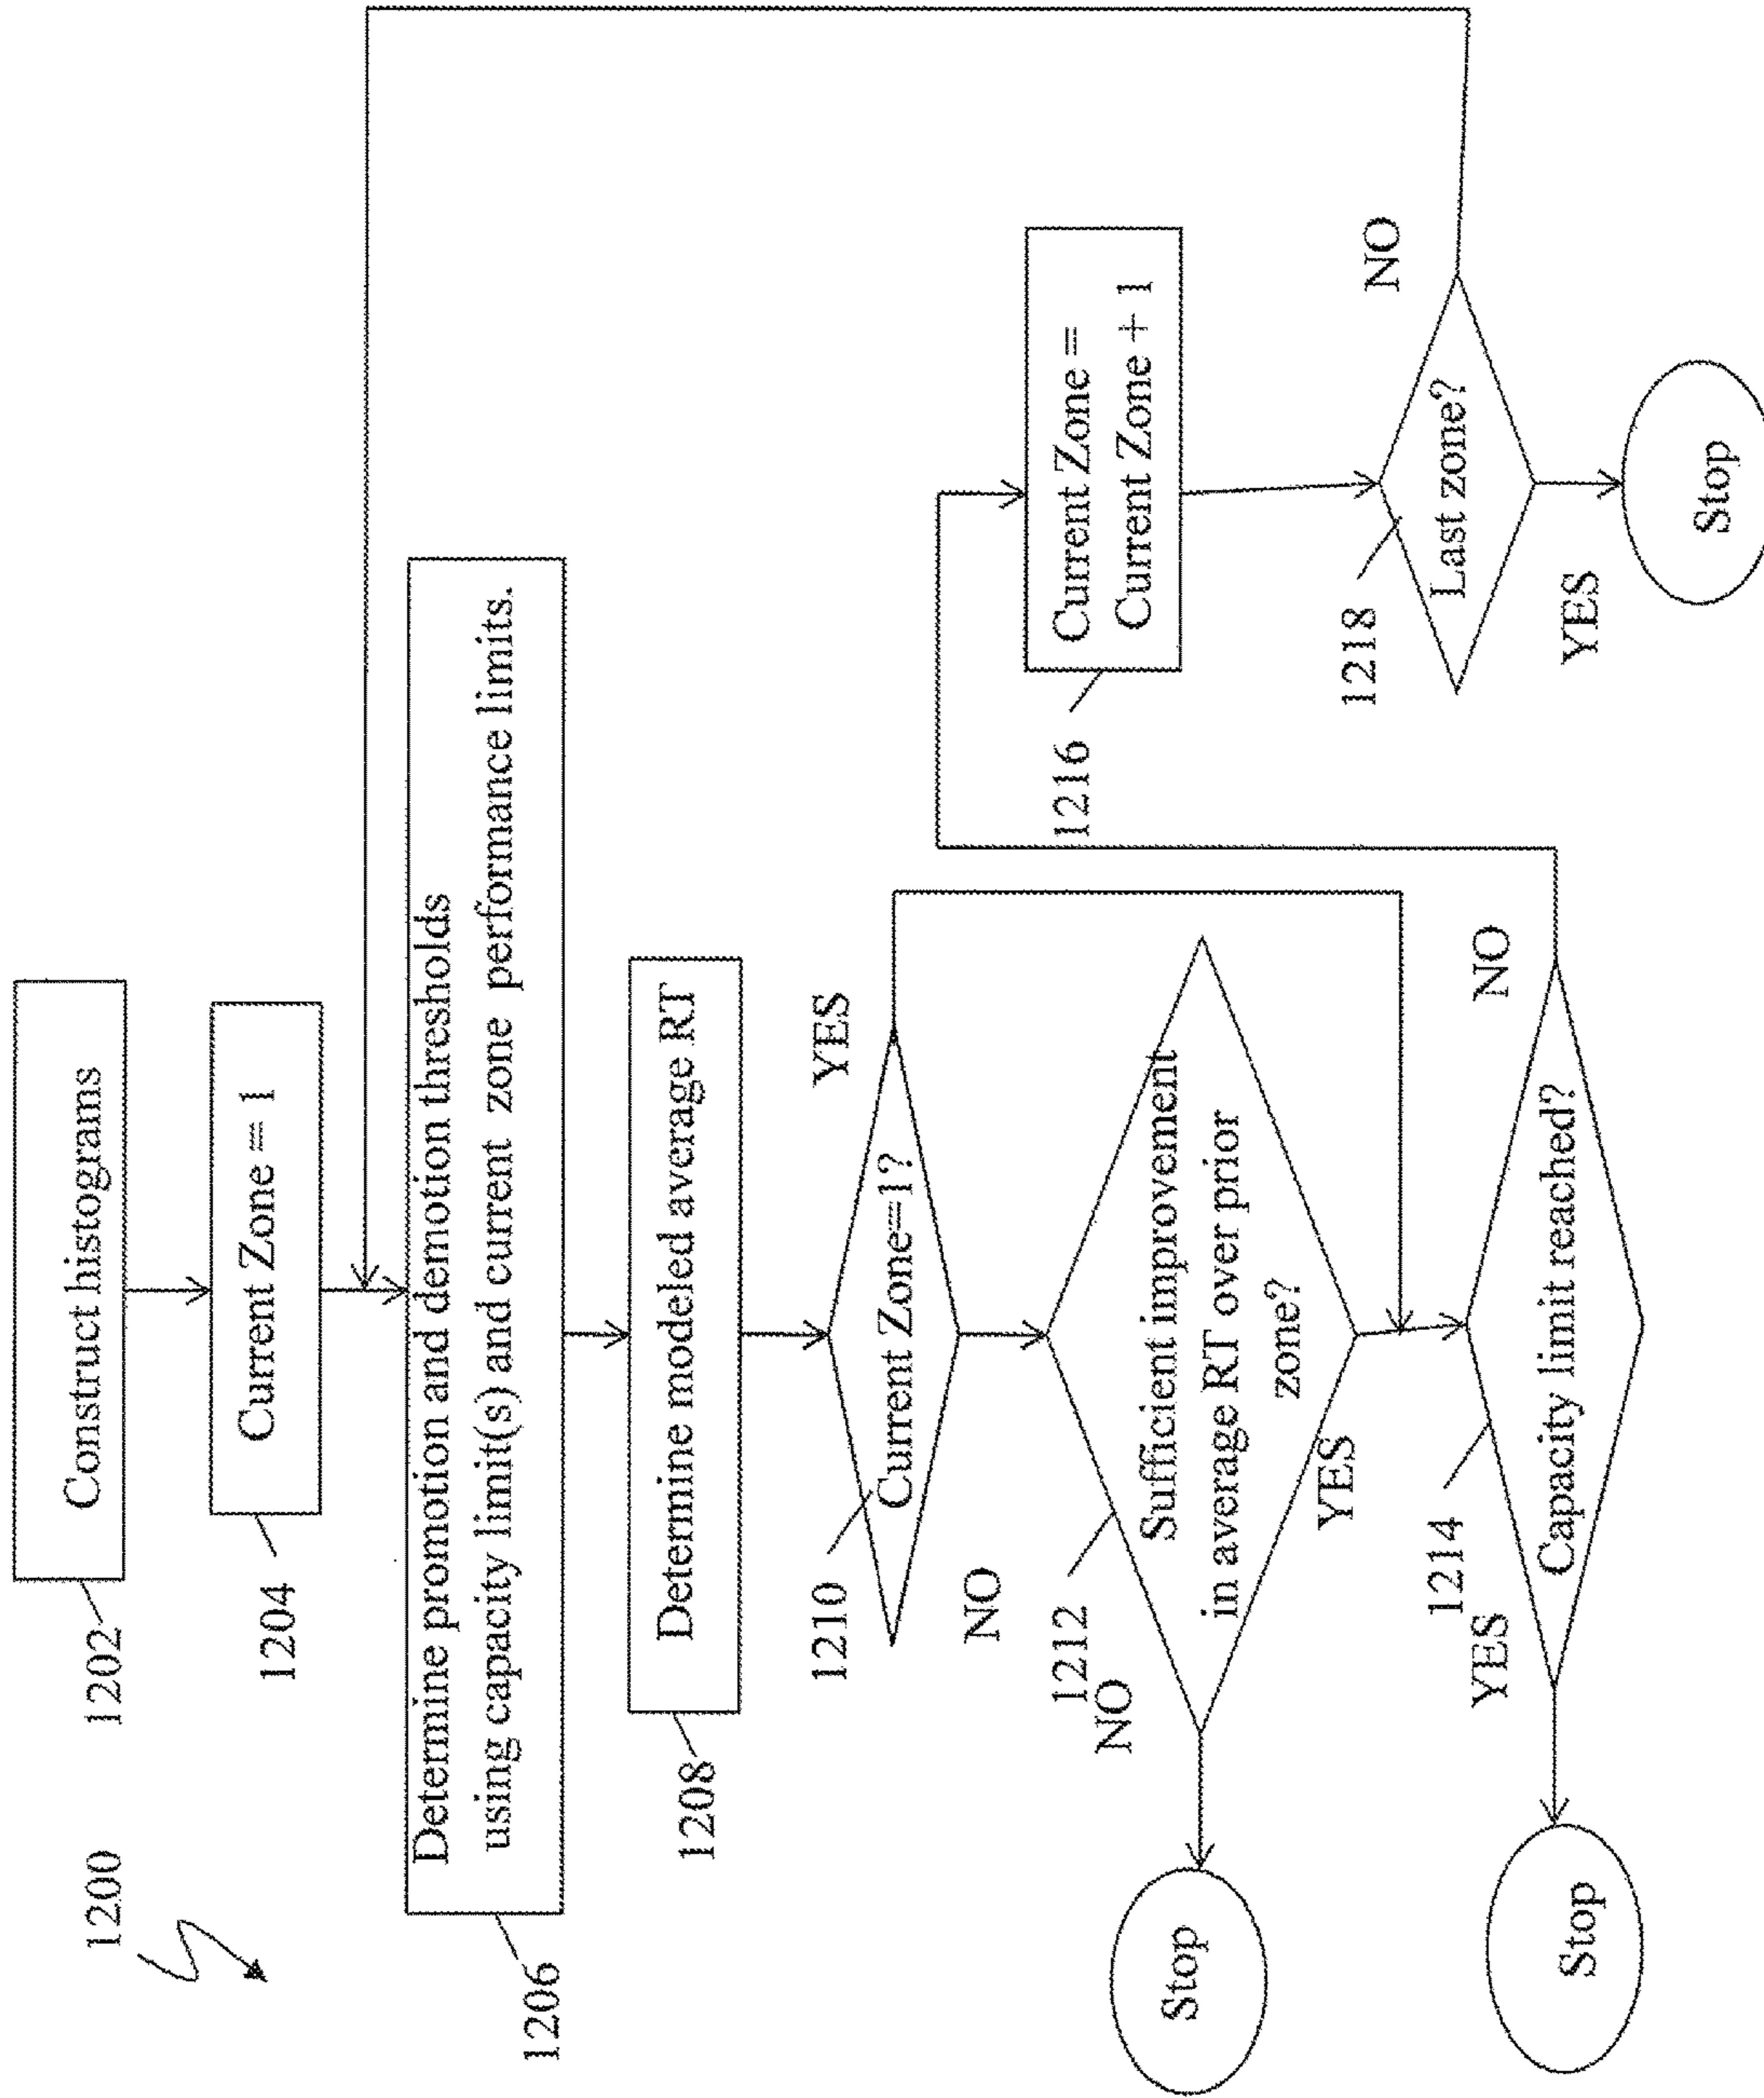 1200
1202
Construct histograms
1204
Current Zone = 1
1206
Determine promotion and demotion thresholds
using capacity limit(s) and current zone performance limits.
1208
Determine modeled average RT
1210
Current Zone=1?
YES
NO
1212
Sufficient improvement
in average RT over prior
zone?
NO
Stop
YES
1214
Capacity limit reached?
YES
Stop
NO
1216
Current Zone =
Current Zone + 1
1218
Last zone?
NO
YES
Stop